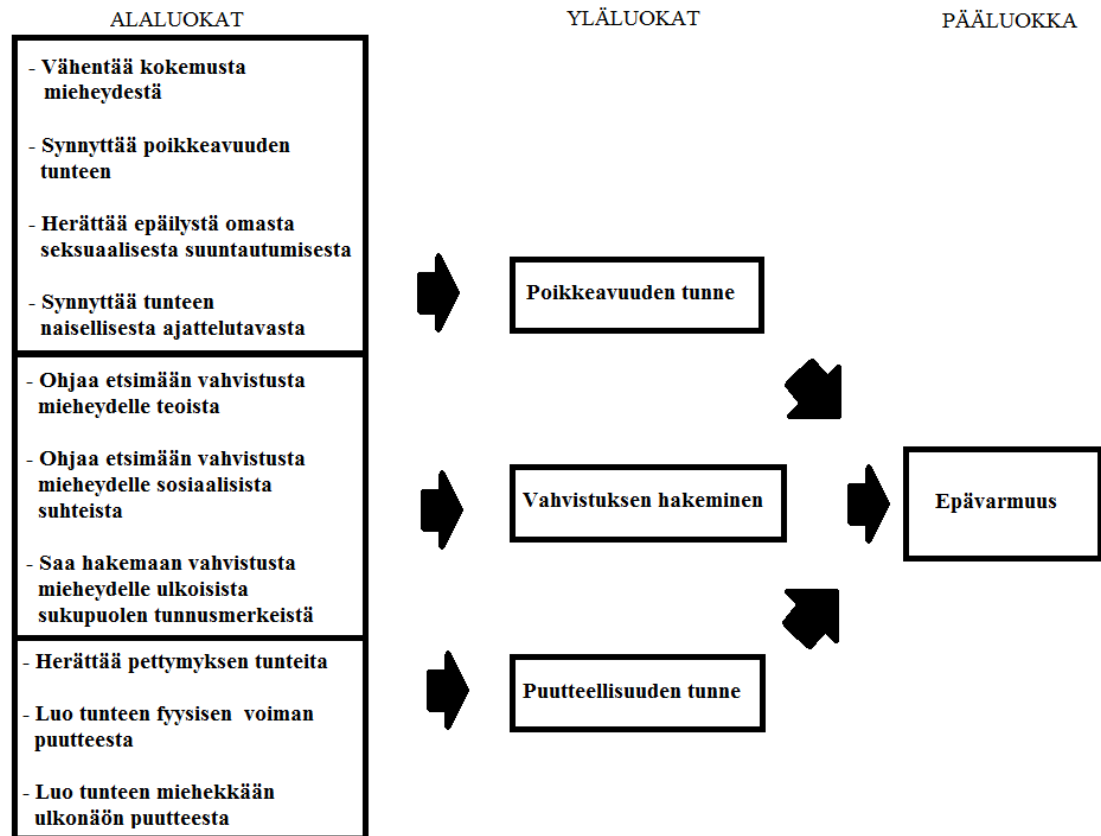 ALALUOKAT
YLÄLUOKAT
PÄÄLUOKKA
- Vähentää kokemusta
mieheydestä
- Synnyttää poikkeavuuden
tunteen
- Herättää epäilystä omasta
seksuaalisesta suuntautumisesta
- Synnyttää tunteen
naisellisesta ajattelutavasta
- Ohjaa etsimään vahvistusta
mieheydelle teoista
- Ohjaa etsimään vahvistusta
mieheydelle sosiaalisista
suhteista
- Saa hakemaan vahvistusta
mieheydelle ulkoisista
sukupuolen tunnusmerkeistä
- Herättää pettymyksen tunteita
- Luo tunteen fyysisen  voiman
puutteesta
- Luo tunteen miehekkään
ulkonäön puutteesta
Poikkeavuuden tunne
Vahvistuksen hakeminen
Puutteellisuuden tunne
Epävarmuus